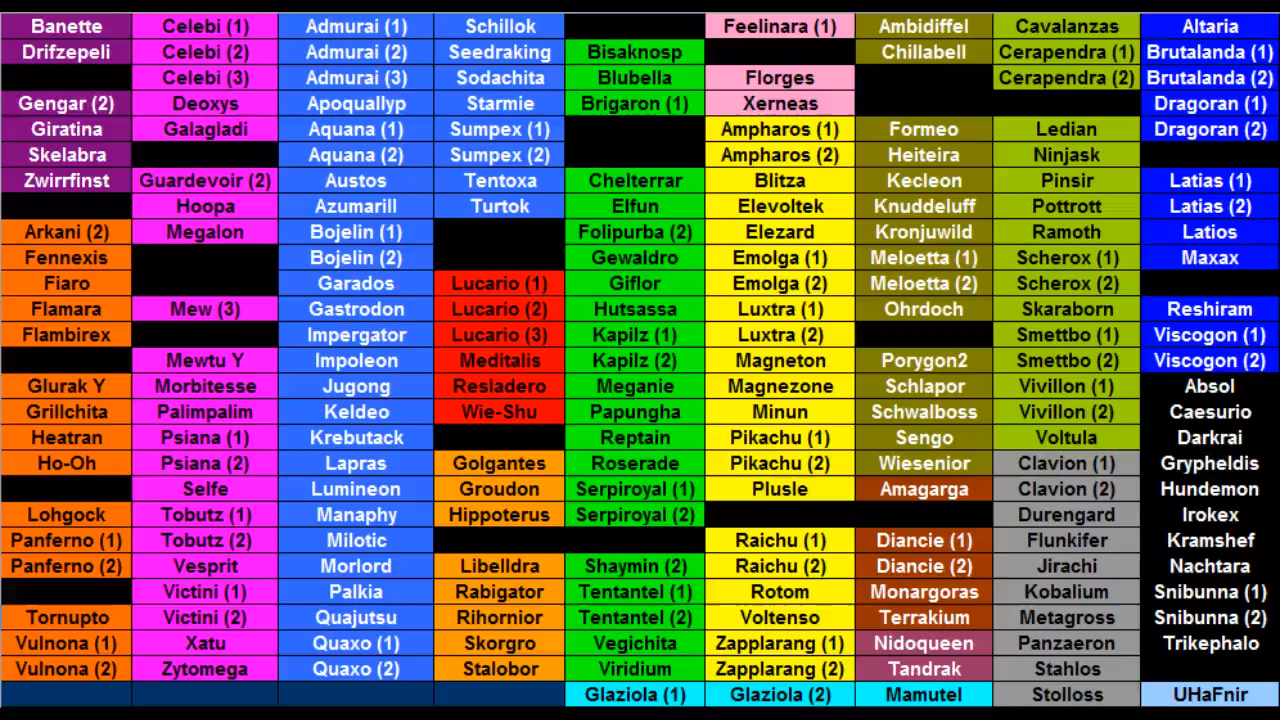 Banette Celebi (1) Admurai (1) Schillok Feelinara (1) Ambidiffel Cavalanzas Altaria
Drifzepeli Celebi (2) Admurai (2) Seedraking Bisaknosp Chillabell Cerapendra (1) Brutalanda (1)
Celebi (3) Admurai (3) Sodachita Blubella Florges Cerapendra (2) Brutalanda (2)
Gengar (2) Deoxys Apoquallyp Starmie Brigaron (1) Xerneas Dragoran (1)
Giratina Galagladi Aquana (1) Sumpex (1) Ampharos (1) Formeo Ledian Dragoran (2)
Skelabra Aquana (2) Sumpex (2) Ampharos (2) Heiteira Ninjask
Zwirrfinst Guardevoir (2) Austos Tentoxa Chelterrar Blitza Kecleon Pinsir Latias (1)
Hoopa Azumarill Turtok Elfun Elevoltek Knuddeluff Pottrott Latias (2)
Arkani (2) Megalon Bojelin (1) Folipurba (2) Elezard Kronjuwild Ramoth Latios
Fennexis Bojelin (2) Gewaldro Emolga (1) Meloetta (1) Scherox (1) Maxax
Fiaro Garados Lucario (1) Giflor Emolga (2) Meloetta (2) Scherox (2)
Flamara Mew (3) Gastrodon Lucario (2) Hutsassa Luxtra (1) Ohrdoch Skaraborn Reshiram
Flambirex Impergator Lucario (3) Kapilz (1) Luxtra (2) Smettbo (1) Viscogon (1)
Mewtu Y Impoleon Meditalis Kapilz (2) Magneton Porygon2 Smettbo (2) Viscogon (2)
Glurak Y Morbitesse Jugong Resladero Meganie Magnezone Schlapor Vivillon (1) Absol
Grillchita Palimpalim Keldeo Wie-Shu Papungha Minun Schwalboss Vivillon (2) Caesurio
Heatran Psiana (1) Krebutack Reptain Pikachu (1) Sengo Voltula Darkrai
Ho-Oh Psiana (2) Lapras Golgantes Roserade Pikachu (2) Wiesenior Clavion (1) Grypheldis
Selfe Lumineon Groudon Serpiroyal (1) Plusle Amagarga Clavion (2) Hundemon
Lohgock Tobutz (1) Manaphy Hippoterus Serpiroyal (2) Durengard Irokex
Panferno (1) Tobutz (2) Milotic Raichu (1) Diancie (1) Flunkifer Kramshef
Panferno (2) Vesprit Morlord Libelldra Shaymin (2) Raichu (2) Diancie (2) Jirachi Nachtara
Victini (1) Palkia Rabigator Tentantel (1) Rotom Monargoras Kobalium Snibunna (1)
Tornupto Victini (2) Quajutsu Rihornior Tentantel (2) Voltenso Terrakium Metagross Snibunna (2)
Vulnona (1) Xatu Quaxo (1) Skorgro Vegichita Zapplarang (1) Nidoqueen Panzaeron Trikephalo
Vulnona (2) Zytomega Quaxo (2) Stalobor Viridium Zapplarang (2) Tandrak Stahlos
Glaziola (1) Glaziola (2) Mamutel Stolloss UHaFnir